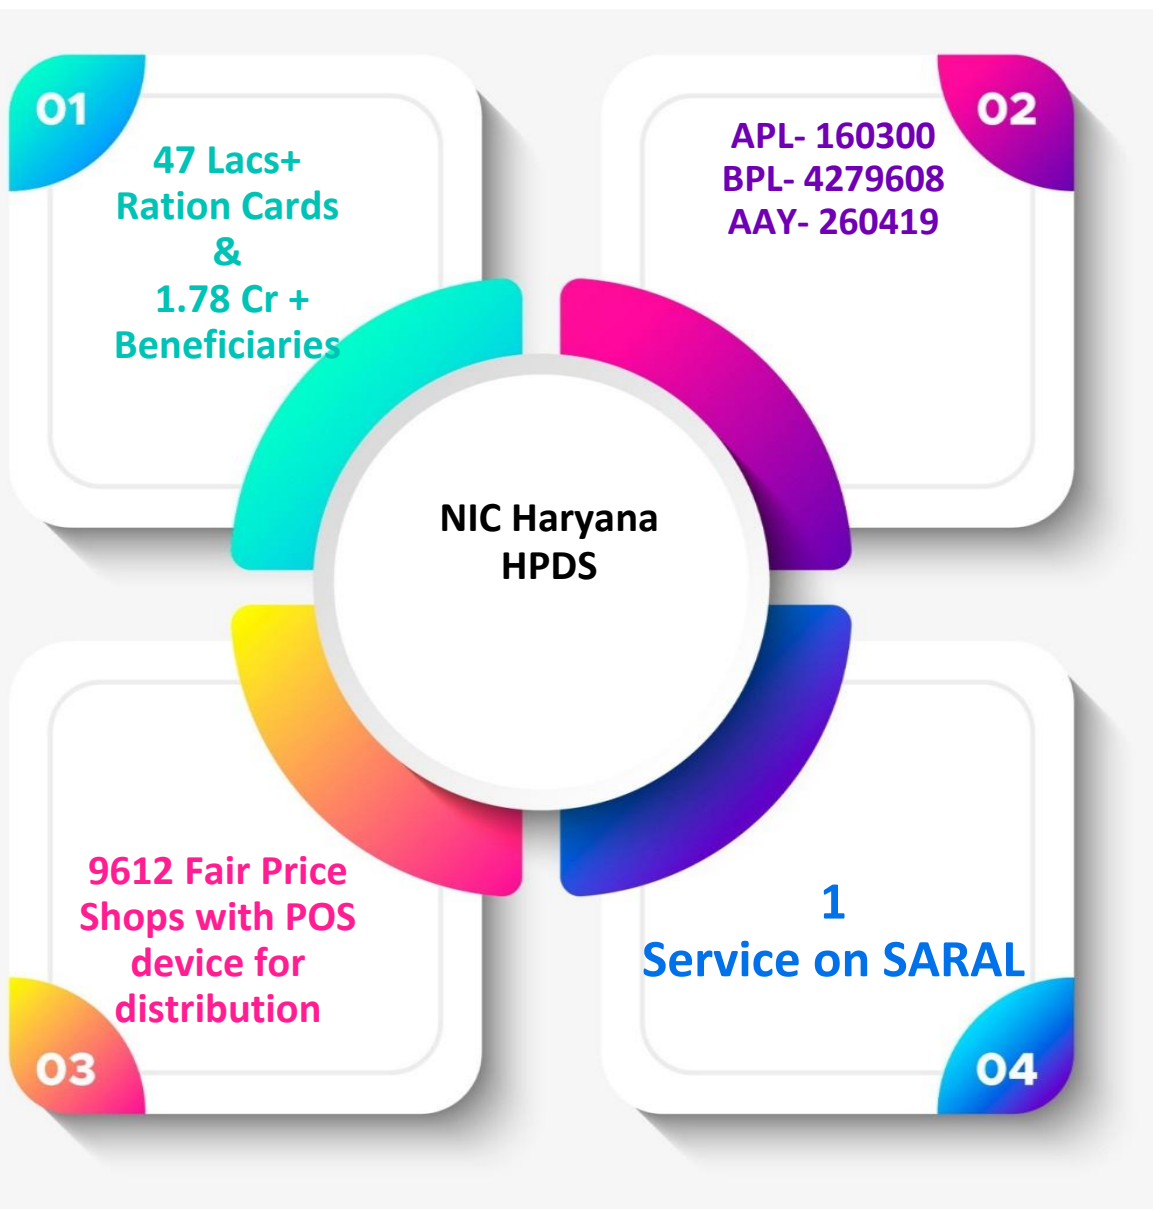 01
47 Lacs+
Ration Cards
&
1.78 Cr +
Beneficiaries
02
APL- 160300
BPL- 4279608
AAY- 260419
NIC Haryana
HPDS
9612 Fair Price
Shops with POS
device for
distribution
03
1
Service on SARAL
04